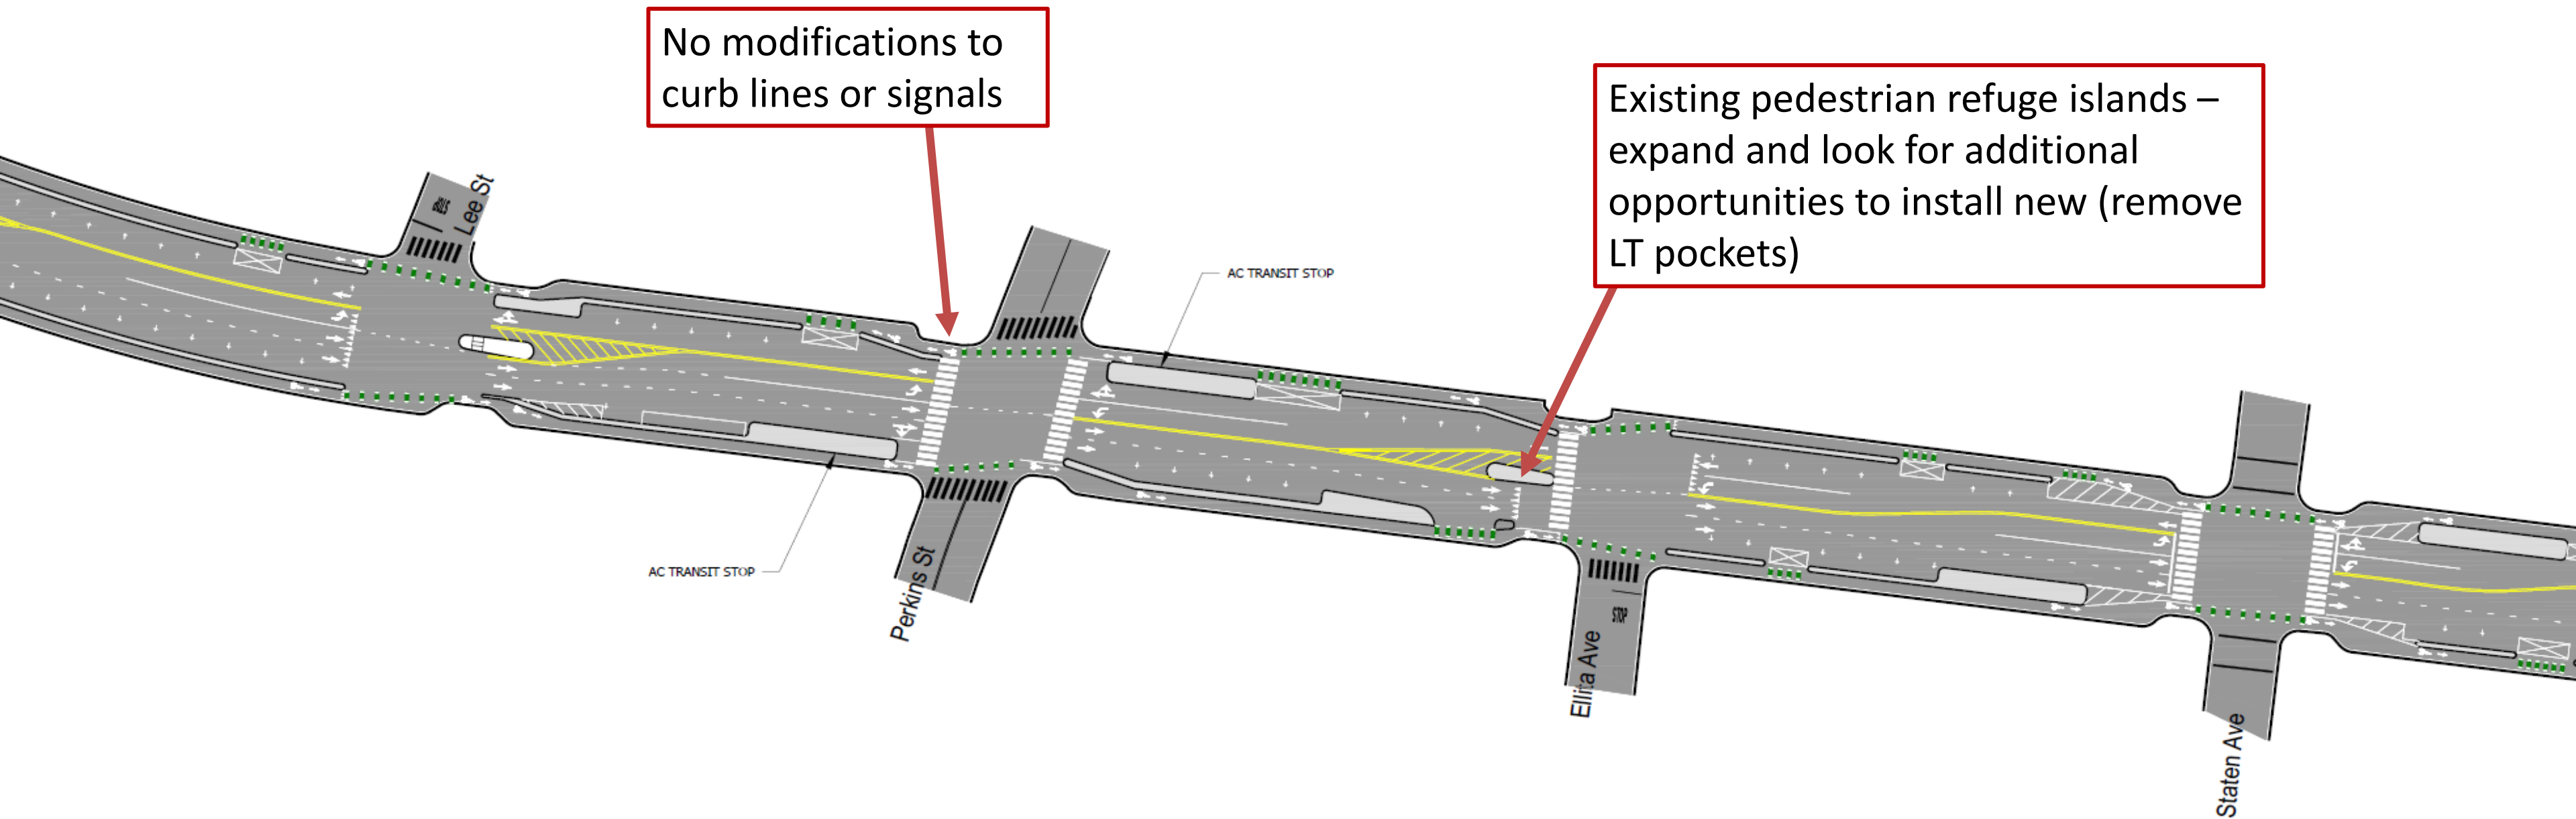 No modifications to
curb lines or signals
Existing pedestrian refuge islands –
expand and look for additional
opportunities to install new (remove
LT pockets)
Lee St
AC TRANSIT STOP
AC TRANSIT STOP
Perkins St
STOP
Ellita Ave
Staten Ave